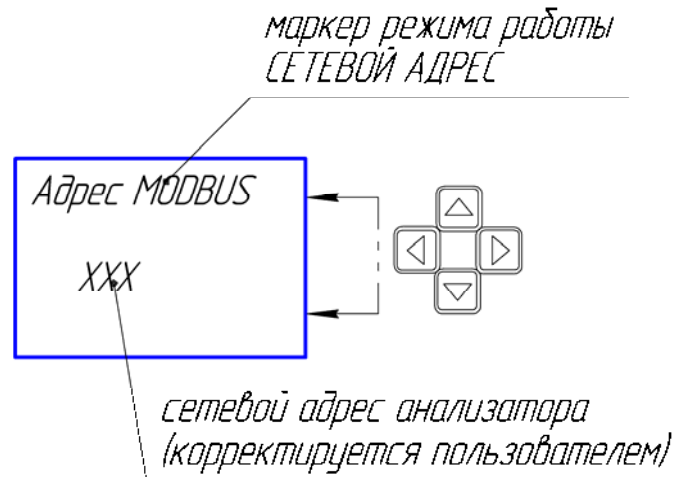 маркер режима работы
СЕТЕВОЙ АДРЕС
Адрес MODBUS
XXX
сетевой адрес анализатора
(корректируется пользователем)